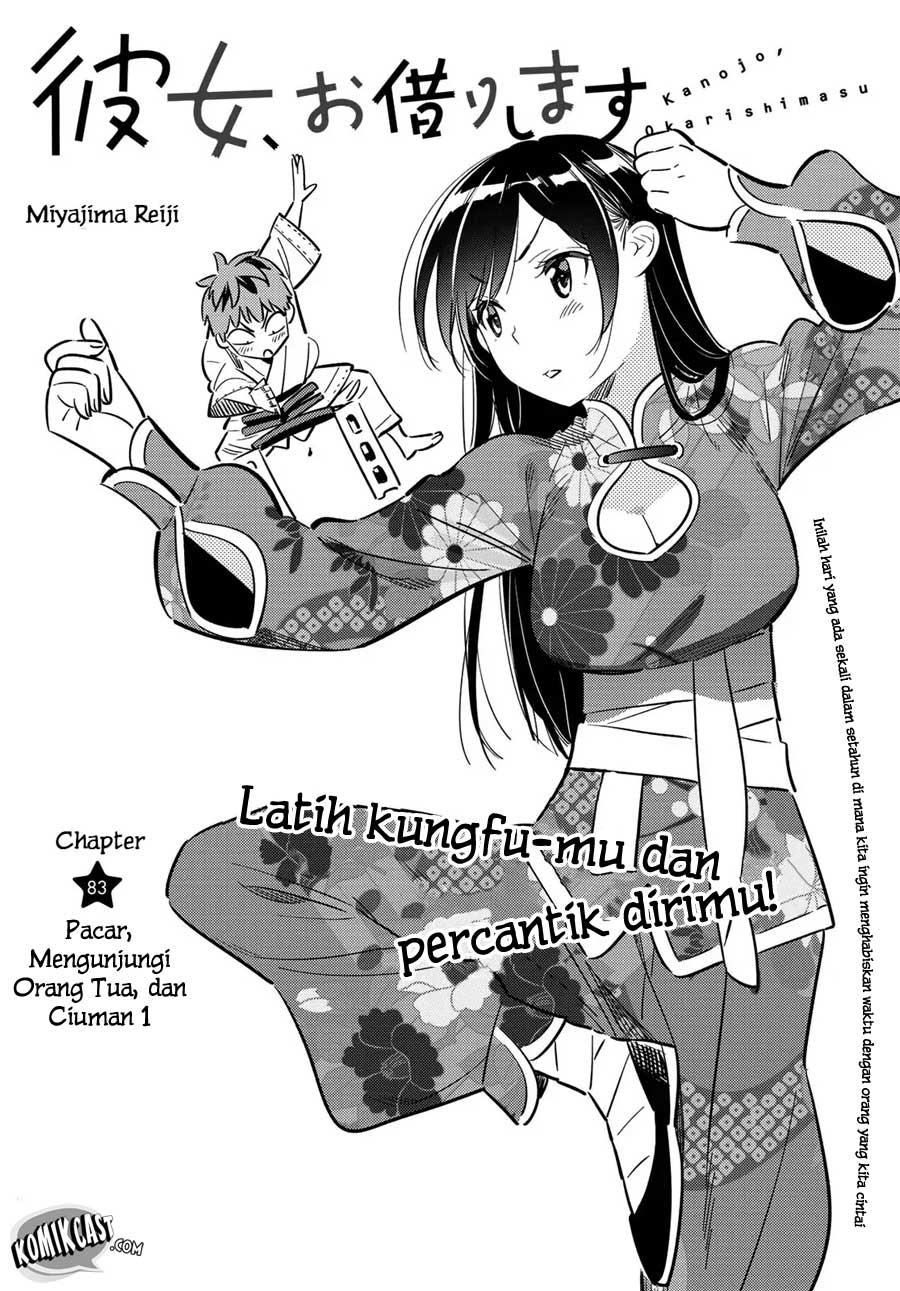 彼女、お借りします
Kanojo,
Okarishimasu
Miyajima Reiji
Inilah hari yang ada sekali dalam setahun di mana kita ingin menghabiskan waktu dengan orang yang kita cintai
Latih kungfu-mu dan
percantik dirimu!
Chapter
83
Pacar,
Mengunjungi
Orang Tua, dan
Ciuman 1
KOMIKCAST.COM